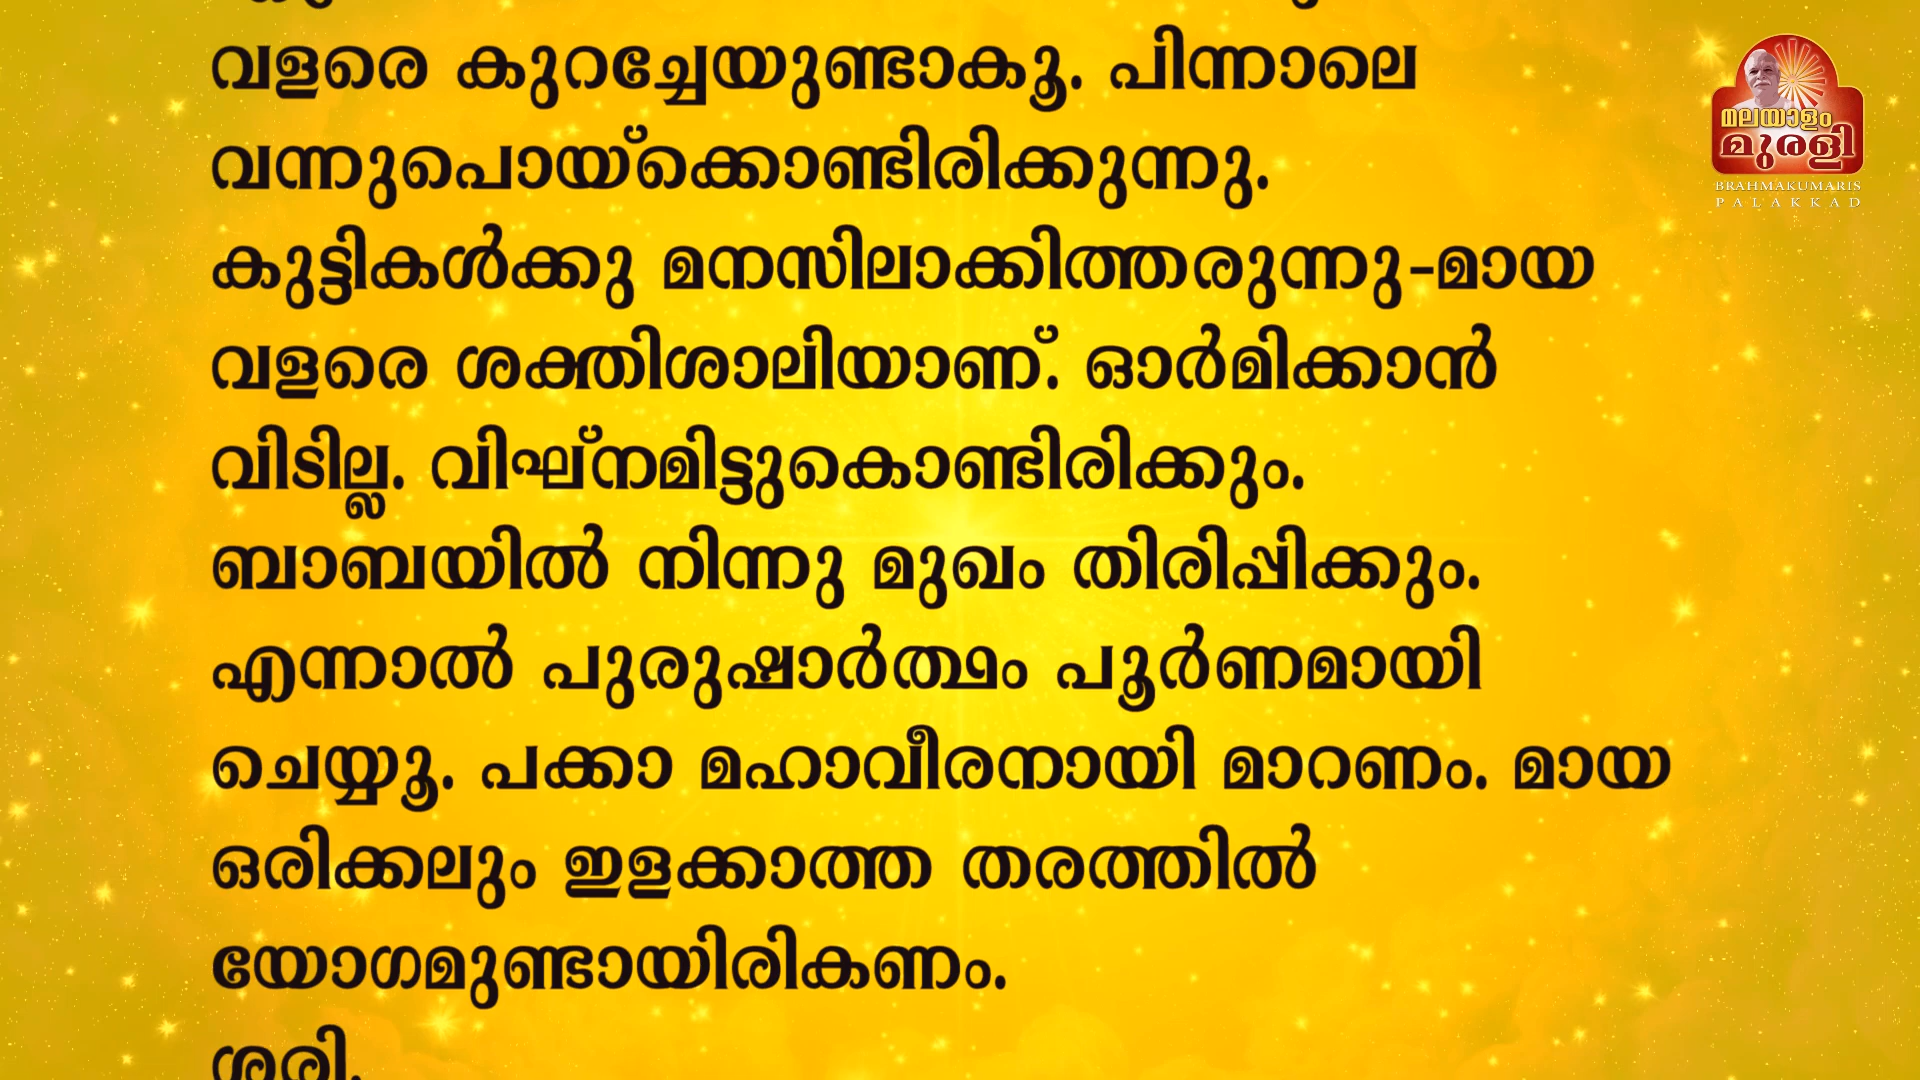 വളരെ കുറച്ചേയുണ്ടാകൂ. പിന്നാലെ
വന്നുപൊയ്ക്കൊണ്ടിരിക്കുന്നു.
കുട്ടികൾക്കു മനസിലാക്കിത്തരുന്നു-മായ
വളരെ ശക്തിശാലിയാണ്. ഓർമിക്കാൻ
വിടില്ല. വിഘ്നമിട്ടുകൊണ്ടിരിക്കും.
ബാബയിൽ നിന്നു മുഖം തിരിപ്പിക്കും.
എന്നാൽ പുരുഷാർത്ഥം പൂർണമായി
ചെയ്യൂ. പക്കാ മഹാവീരനായി മാറണം. മായ
ഒരിക്കലും ഇളക്കാത്ത തരത്തിൽ
യോഗമുണ്ടായിരികണം.
ശരി.
മലയാളം
മുരളി
BRAHMAKUMARIS
PALAKKAD